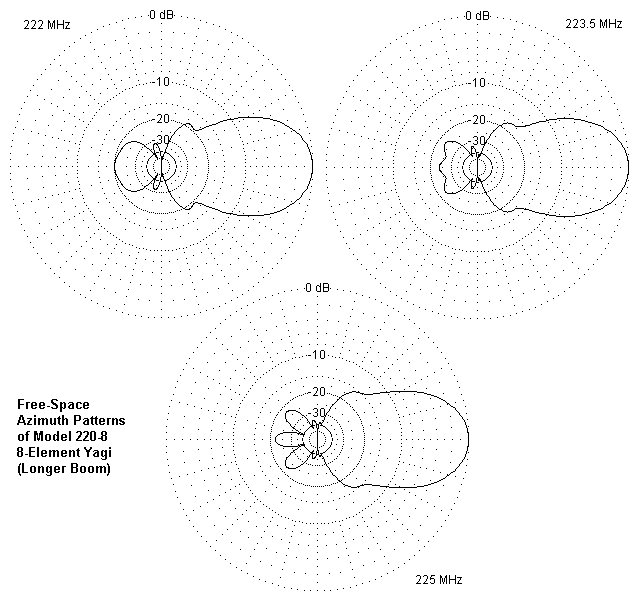 222 MHz
0 dB
-10
-20
-30
223.5 MHz
0 dB
-10
-20
-30
0 dB
-10
-20
-30
Free-Space
Azimuth Patterns
of Model 220-8
8-Element Yagi
(Longer Boom)
225 MHz